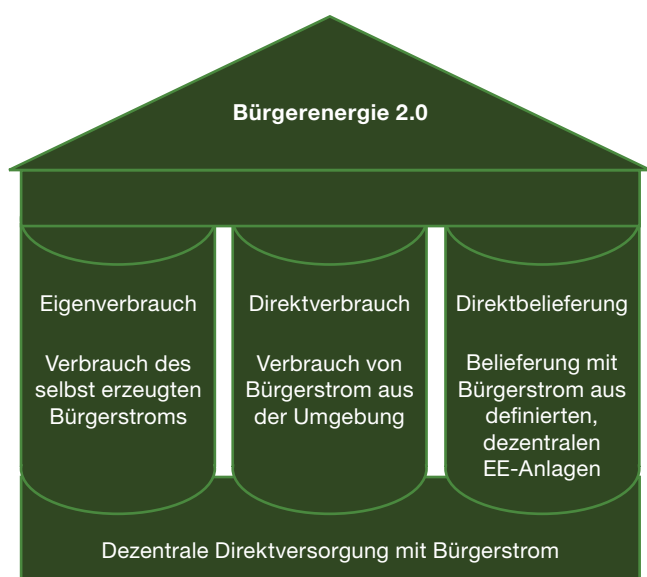 Bürgerenergie 2.0
Eigenverbrauch
Verbrauch des
selbst erzeugten
Bürgerstroms
Direktverbrauch
Verbrauch von
Bürgerstrom aus
der Umgebung
Direktbelieferung
Belieferung mit
Bürgerstrom aus
definierten,
dezentralen
EE-Anlagen
Dezentrale Direktversorgung mit Bürgerstrom